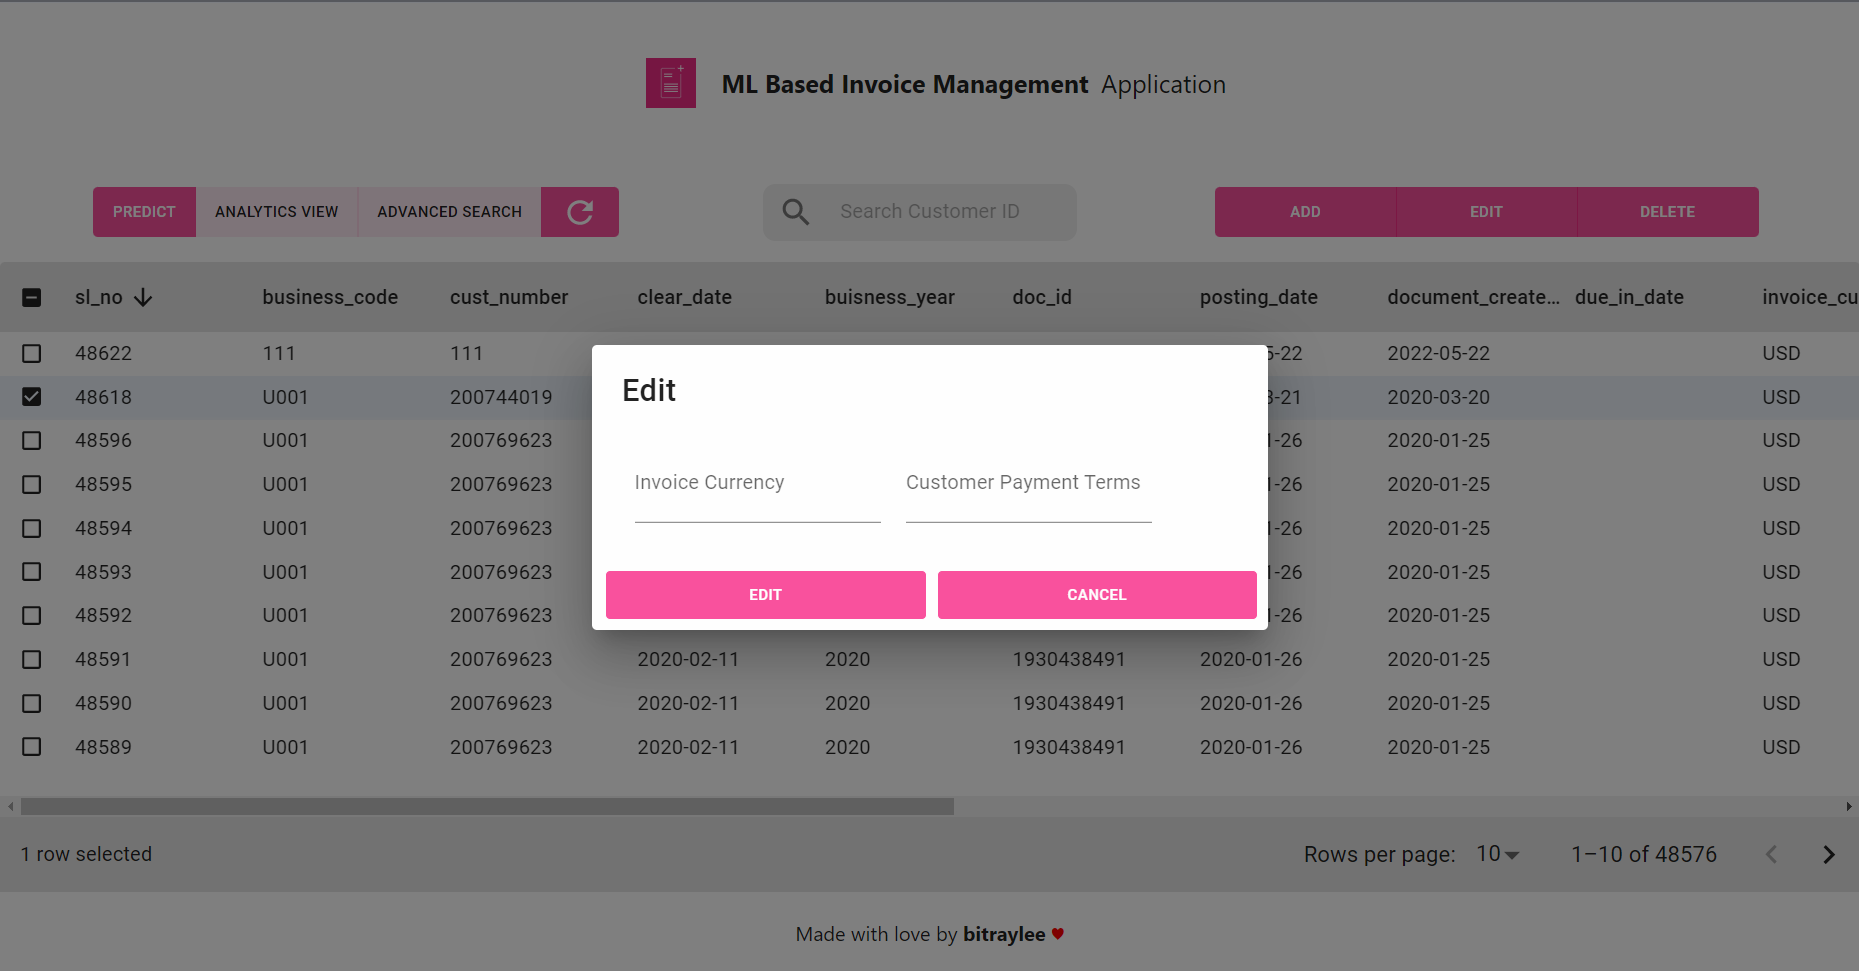 ML Based Invoice Management Application
PREDICT ANALYTICS VIEW ADVANCED SEARCH Search Customer ID ADD EDIT DELETE
sl_no business_code cust_number clear_date buisness_year doc_id posting_date document_create... due_in_date invoice_cu
48622 111 111 5-22 2022-05-22 USD
48618 U001 200744019 3-21 2020-03-20 USD
48596 U001 200769623 1-26 2020-01-25 USD
48595 U001 200769623 1-26 2020-01-25 USD
48594 U001 200769623 1-26 2020-01-25 USD
48593 U001 200769623 1-26 2020-01-25 USD
48592 U001 200769623 1-26 2020-01-25 USD
48591 U001 200769623 2020-02-11 2020 1930438491 2020-01-26 2020-01-25 USD
48590 U001 200769623 2020-02-11 2020 1930438491 2020-01-26 2020-01-25 USD
48589 U001 200769623 2020-02-11 2020 1930438491 2020-01-26 2020-01-25 USD
Edit
Invoice Currency Customer Payment Terms
EDIT CANCEL
1 row selected Rows per page: 10 1–10 of 48576
Made with love by bitraylee